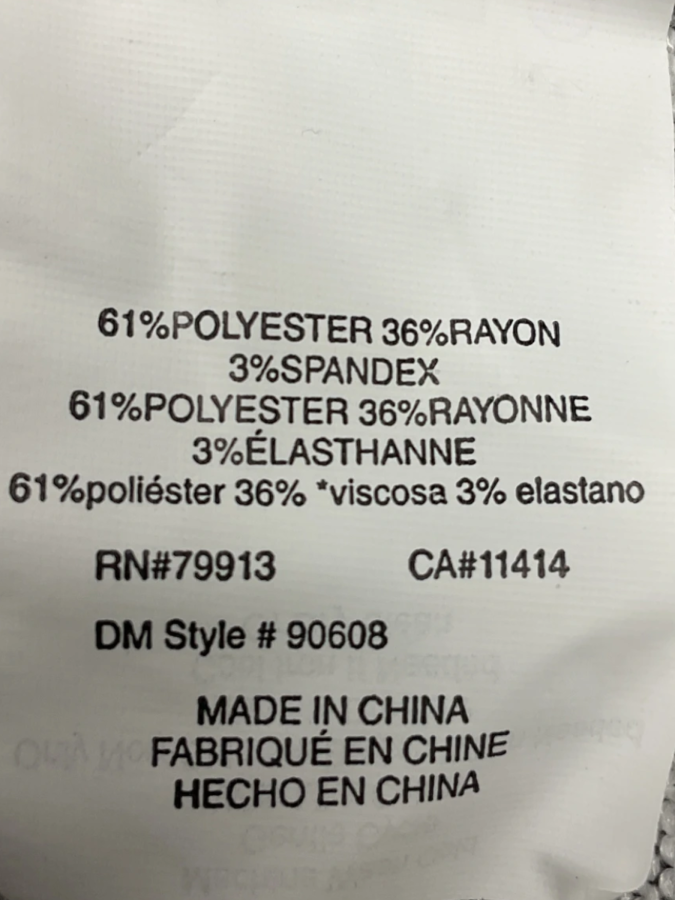 61%POLYESTER 36%RAYON
3%SPANDEX
61%POLYESTER 36%RAYONNE
3%ÉLASTHANNE
61%poliéster 36% *viscosa 3% elastano
RN#79913 CA#11414
DM Style # 90608
MADE IN CHINA
FABRIQUÉ EN CHINE
HECHO EN CHINA